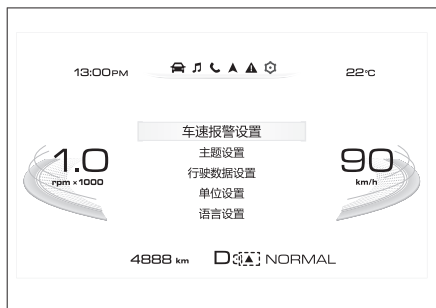 13:00PM 22℃
车速报警设置
主题设置
1.0 行驶数据设置 90
rpm×1000 单位设置 km/h
语言设置
4888 km D NORMAL